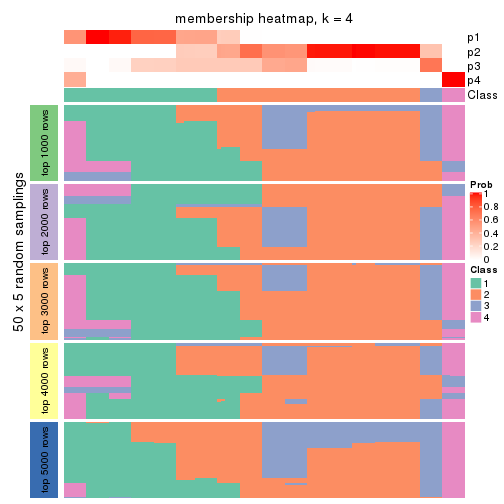 membership heatmap, k = 4
p1
p2
p3
p4
Class
50 x 5 random samplings
top 1000 rows
top 2000 rows
top 3000 rows
top 4000 rows
top 5000 rows
Prob
1
0.8
0.6
0.4
0.2
0
Class
1
2
3
4